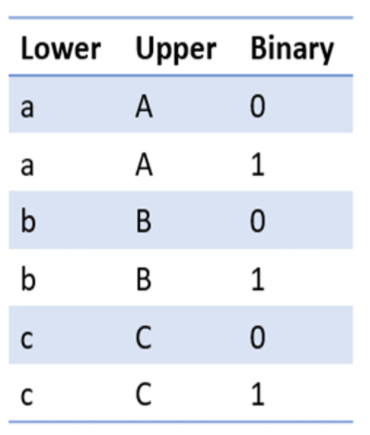 Lower Upper Binary
a A 0
a A 1
b B 0
b B 1
c C 0
c C 1